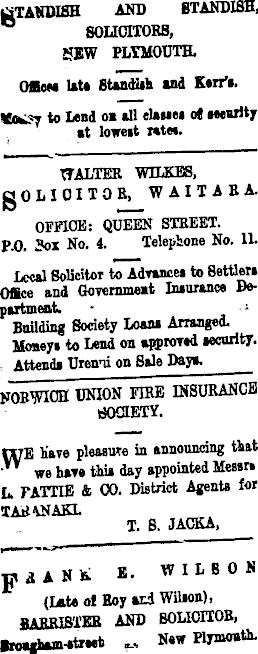 STANDISH AND STANDISH,
SOLICITORS,
NEW PLYMOUTH.
Offices late Standish and Kerr's.
Money to Lend on all classes of security
at lowest rates.
WALTER WILKES,
SOLICITOR, WAITARA.
OFFICE: QUEEN STREET.
P.O. Box No. 4. Telephone No. 11.
Local Solicitor to Advances to Settlers
Office and Government Insurance De-
partment.
Building Society Loans Arranged.
Moneys to Lend on approved security.
Attends Urenui on Sale Days.
NORWICH UNION FIRE INSURANCE
SOCIETY.
WE have pleasure in announcing that
we have this day appointed Messrs
L. PATTIE & CO. District Agents for
TARANAKI.
T. S. JACKA,
FRANK E. WILSON
(Late of Roy and Wilson),
BARRISTER AND SOLICITOR,
Brougham-street .. New Plymouth.